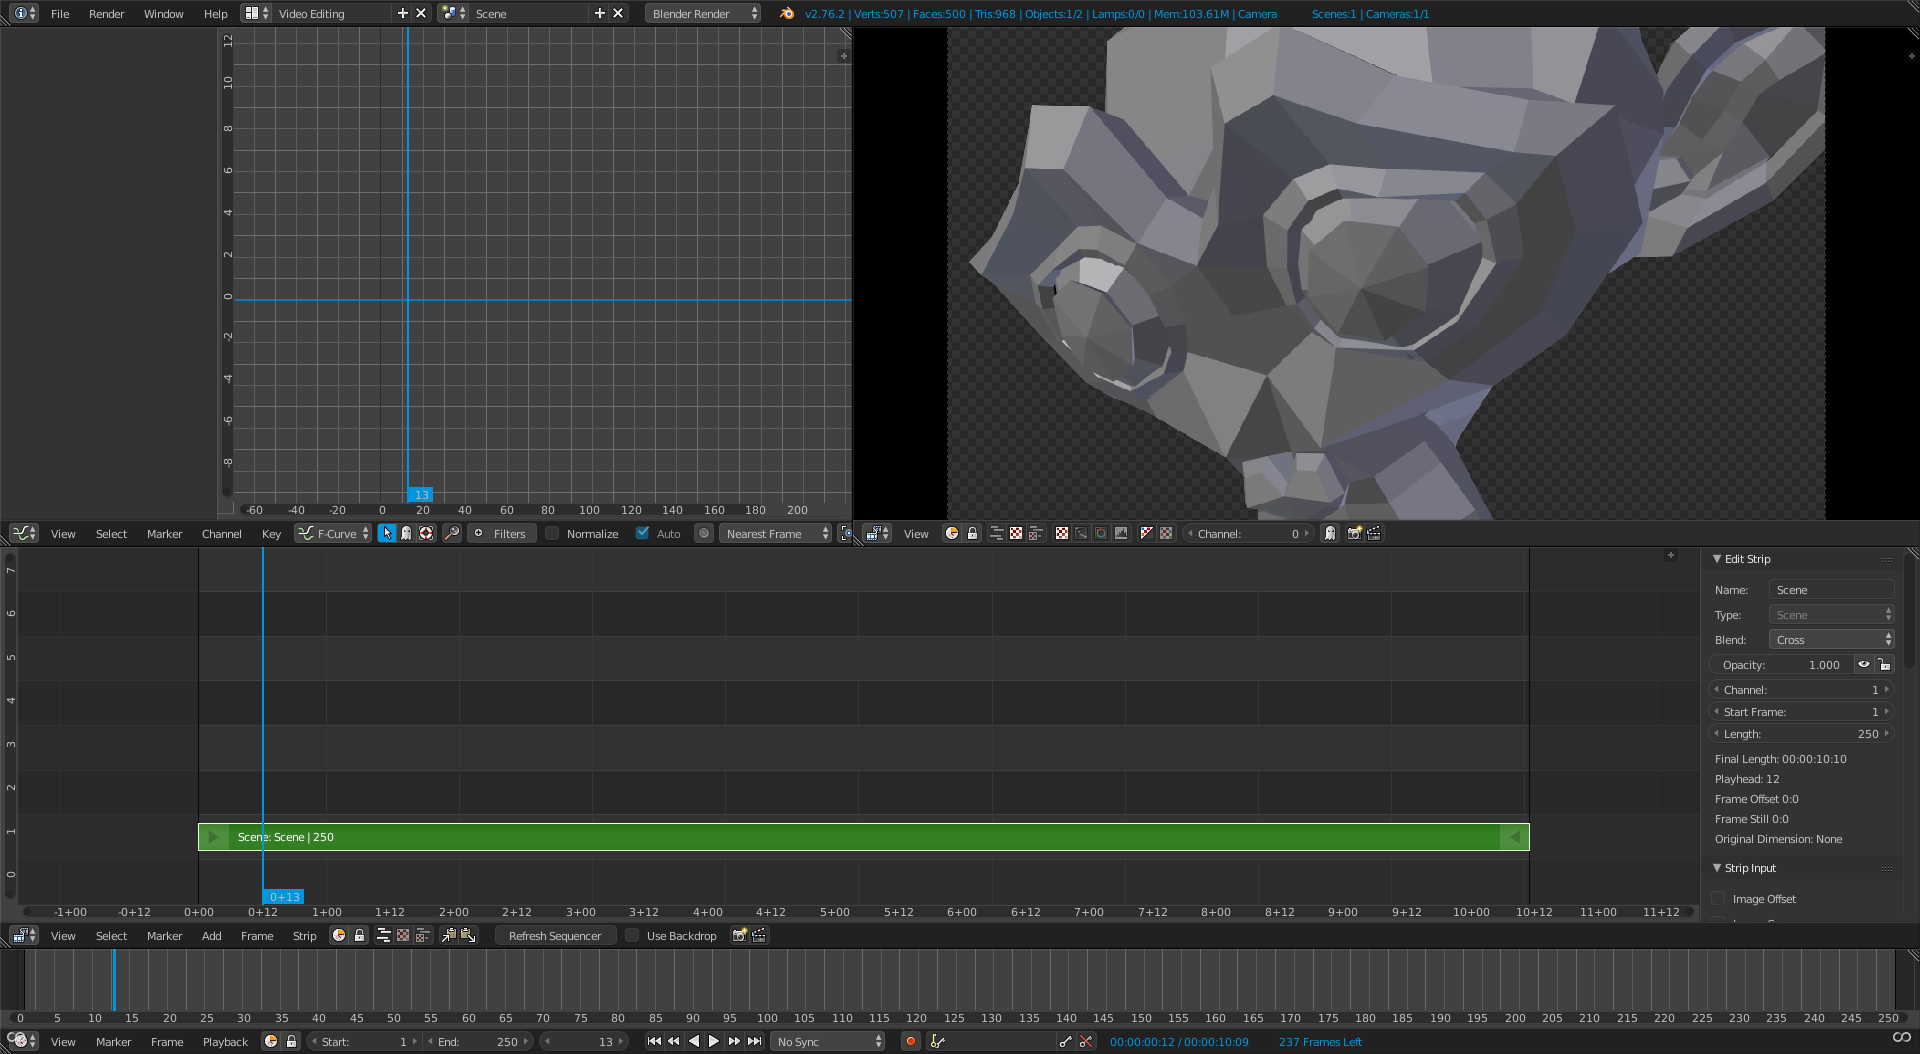 File Render Window Help Video Editing Scene Blender Render v2.76.2 | Verts:507 | Faces:500 | Tris:968 | Objects:1/2 | Lamps:0/0 | Mem:103.61M | Camera Scenes:1 | Cameras:1/1
12
10
8
6
4
2
0
-2
-4
-6
-8
13
-60 -40 -20 0 20 40 60 80 100 120 140 160 180 200
View Select Marker Channel Key F-Curve Filters Normalize Auto Nearest Frame
View Channel: 0
7
6
5
4
3
2
1
0
Scene: Scene | 250
0+13
-1+00 -0+12 0+00 0+12 1+00 1+12 2+00 2+12 3+00 3+12 4+00 4+12 5+00 5+12 6+00 6+12 7+00 7+12 8+00 8+12 9+00 9+12 10+00 10+12 11+00 11+12
Edit Strip
Name: Scene
Type: Scene
Blend: Cross
Opacity: 1.000
Channel: 1
Start Frame: 1
Length: 250
Final Length: 00:00:10:10
Playhead: 12
Frame Offset 0:0
Frame Still 0:0
Original Dimension: None
Strip Input
Image Offset
View Select Marker Add Frame Strip Refresh Sequencer Use Backdrop
0 5 10 15 20 25 30 35 40 45 50 55 60 65 70 75 80 85 90 95 100 105 110 115 120 125 130 135 140 145 150 155 160 165 170 175 180 185 190 195 200 205 210 215 220 225 230 235 240 245 250
View Marker Frame Playback Start: 1 End: 250 13 No Sync 00:00:00:12 / 00:00:10:09 237 Frames Left